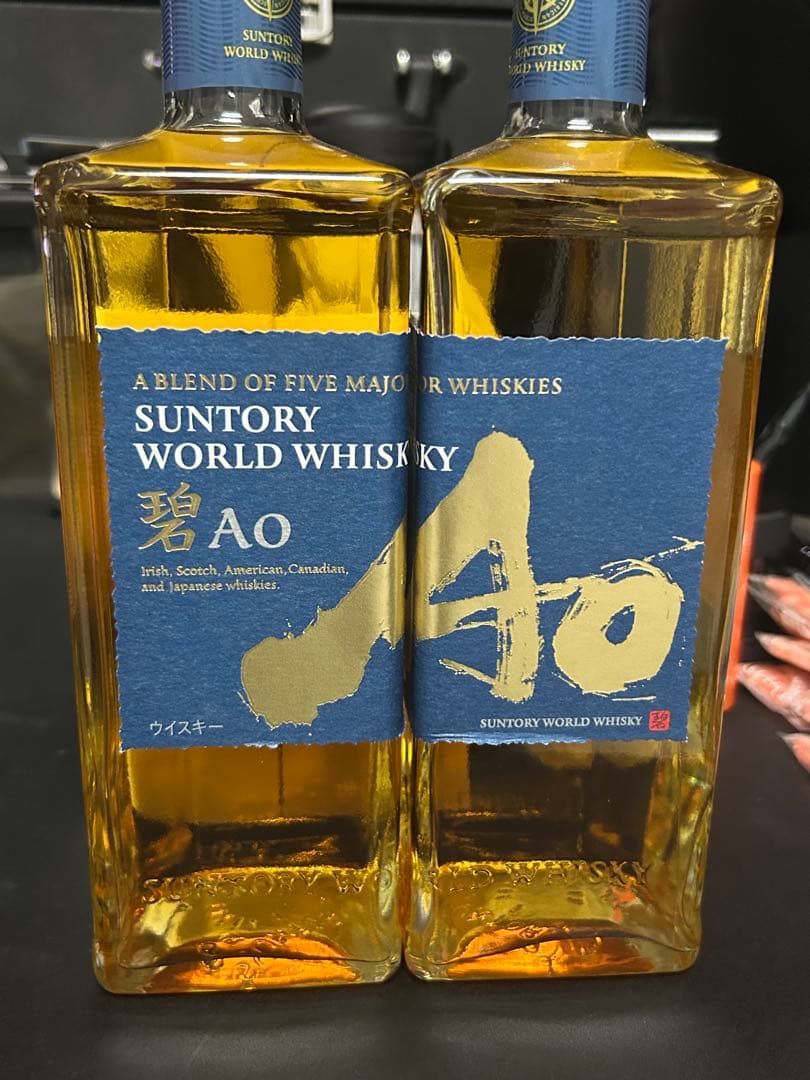 SUNTORY
WORLD WHISKY
SUNTORY
WORLD WHISKY
A BLEND OF FIVE MAJOR WHISKIES
SUNTORY
WORLD WHISKY
碧 AO
Irish, Scotch, American, Canadian,
and Japanese whiskies.
Ao
ウイスキー
SUNTORY WORLD WHISKY 碧
SUNTORY WO
WHISKY